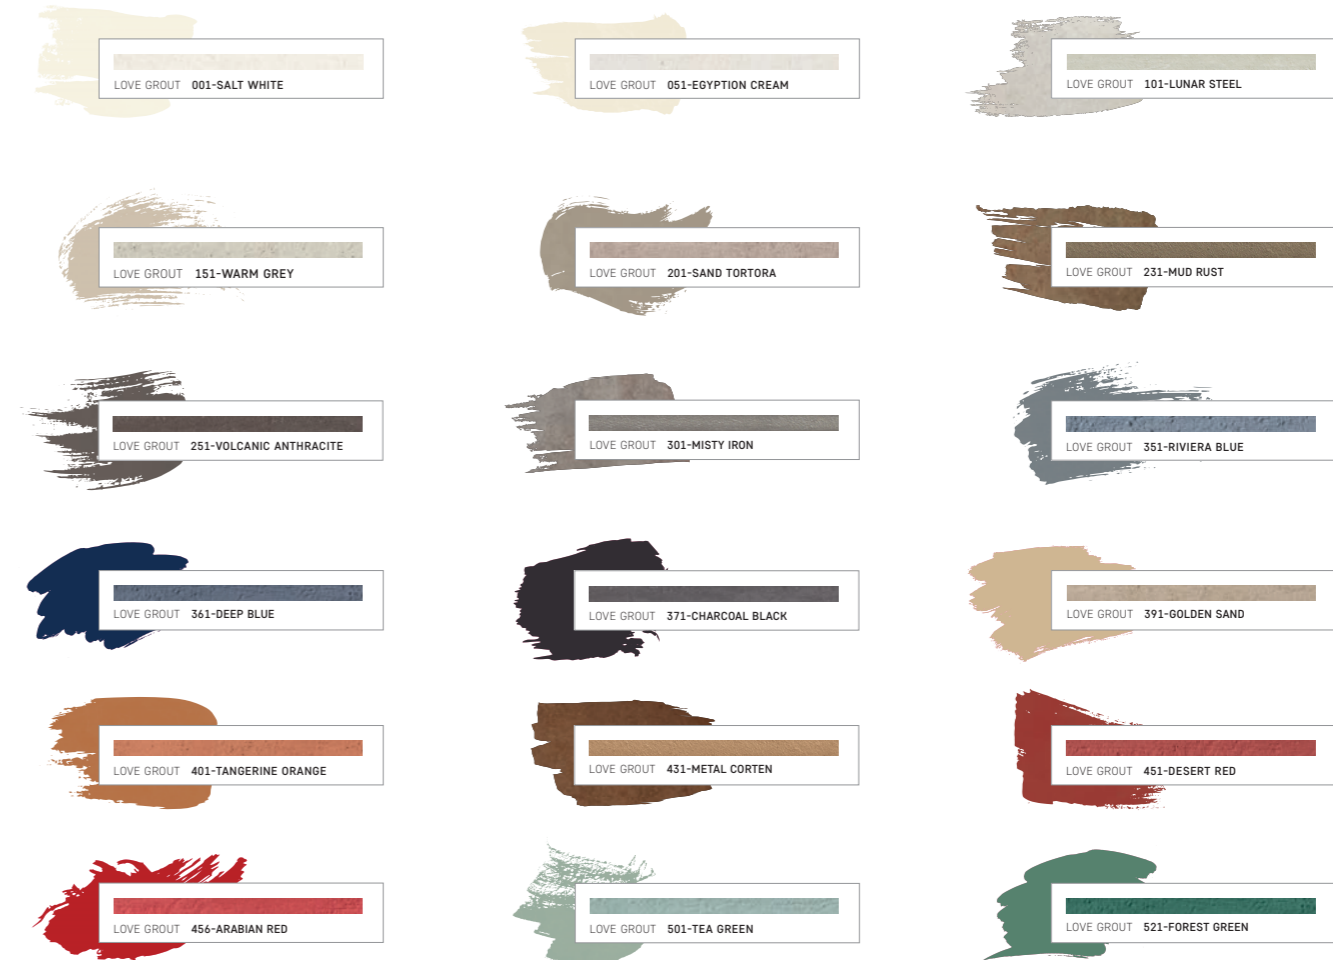 LOVE GROUT 001-SALT WHITE
LOVE GROUT 051-EGYPTION CREAM
LOVE GROUT 101-LUNAR STEEL
LOVE GROUT 151-WARM GREY
LOVE GROUT 201-SAND TORTORA
LOVE GROUT 231-MUD RUST
LOVE GROUT 251-VOLCANIC ANTHRACITE
LOVE GROUT 301-MISTY IRON
LOVE GROUT 351-RIVIERA BLUE
LOVE GROUT 361-DEEP BLUE
LOVE GROUT 371-CHARCOAL BLACK
LOVE GROUT 391-GOLDEN SAND
LOVE GROUT 401-TANGERINE ORANGE
LOVE GROUT 431-METAL CORTEN
LOVE GROUT 451-DESERT RED
LOVE GROUT 456-ARABIAN RED
LOVE GROUT 501-TEA GREEN
LOVE GROUT 521-FOREST GREEN